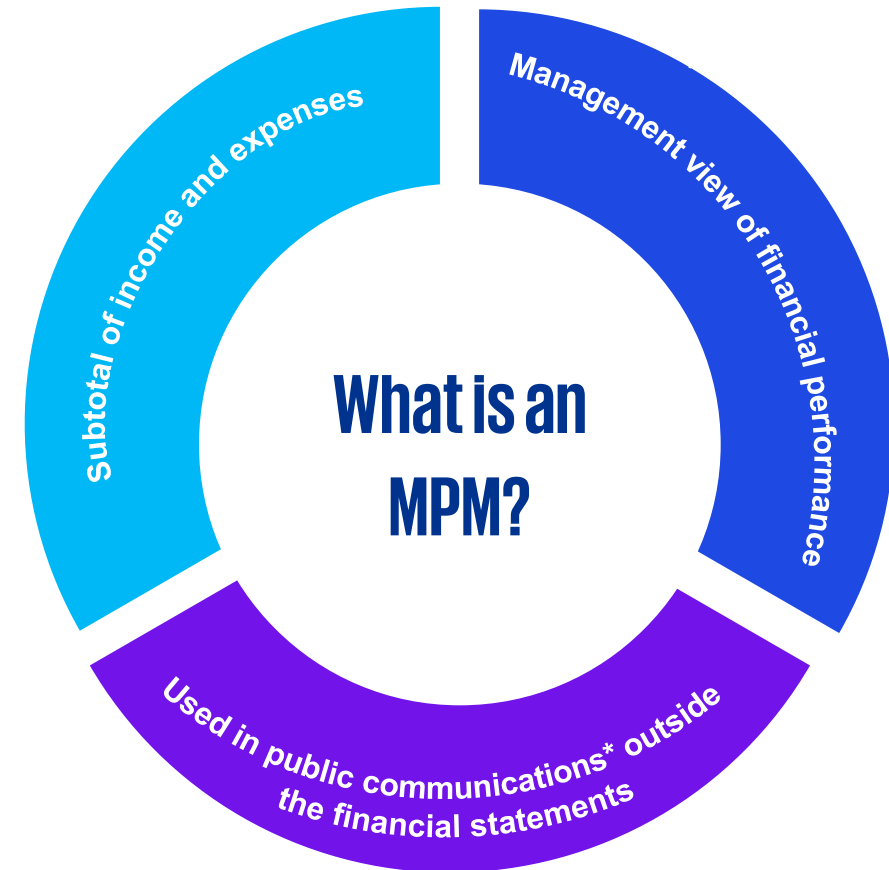 What is an
MPM?
Subtotal of income and expenses
Management view of financial performance
Used in public communications* outside
the financial statements